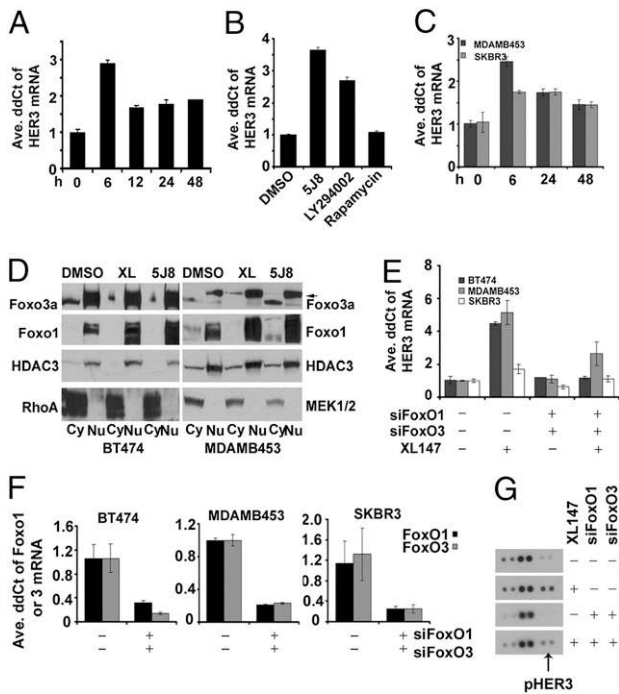 A
Ave. ddCt of
HER3 mRNA
4
3
2
1
0
h 0 6 12 24 48
B
Ave. ddCt of
HER3 mRNA
4
3
2
1
0
DMSO
5J8
LY294002
Rapamycin
C
Ave. ddCt of
HER3 mRNA
MDAMB453
SKBR3
3
2
1
0
h 0 6 24 48
D
DMSO XL 5J8 DMSO XL 5J8
Foxo3a Foxo3a
Foxo1 Foxo1
HDAC3 HDAC3
RhoA MEK1/2
Cy Nu Cy Nu Cy Nu Cy Nu Cy Nu Cy Nu
BT474 MDAMB453
E
Ave. ddCt of
HER3 mRNA
BT474
MDAMB453
SKBR3
8
6
4
2
0
siFoxO1 − − + +
siFoxO3 − − + +
XL147 − + − +
F
Ave. ddCt of Foxo1
or 3 mRNA
BT474
1.6
1.2
0.8
0.4
0
− +
− +
MDAMB453
1.2
0.8
0.4
0
− +
− +
SKBR3
2.0
1.6
1.2
0.8
0.4
0.0
FoxO1
FoxO3
− + siFoxO1
− + siFoxO3
G
XL147
siFoxO1
siFoxO3
− − −
+ − −
− + +
+ + +
pHER3